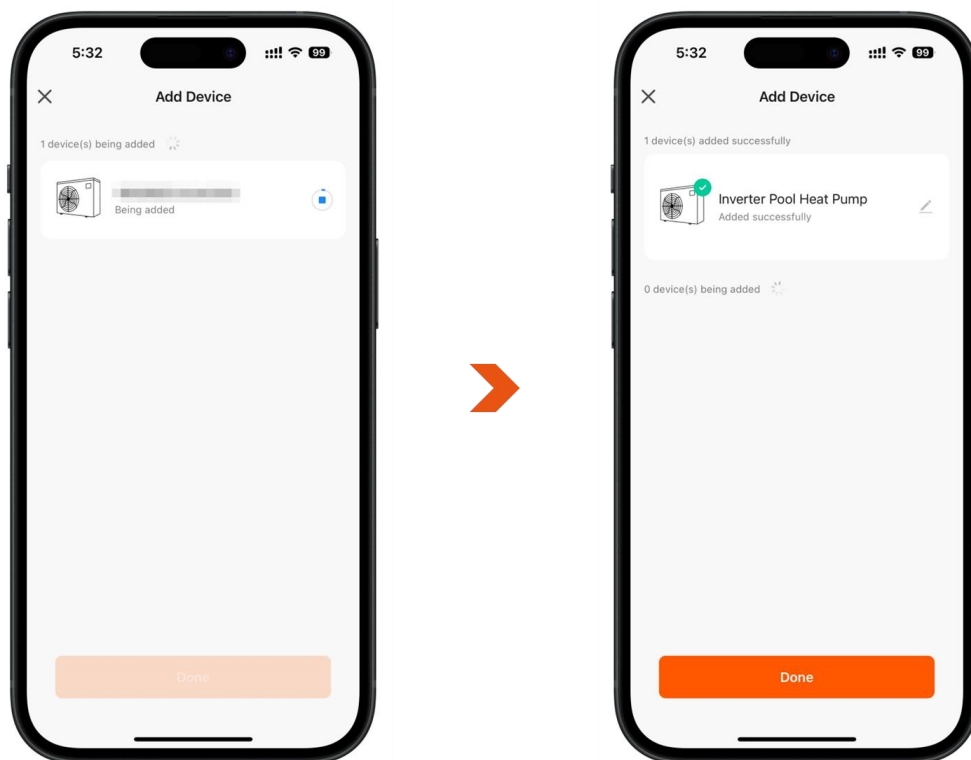 5:32
99
Add Device
1 device(s) being added
Being added
Done
5:32
99
Add Device
1 device(s) added successfully
Inverter Pool Heat Pump
Added successfully
0 device(s) being added
Done